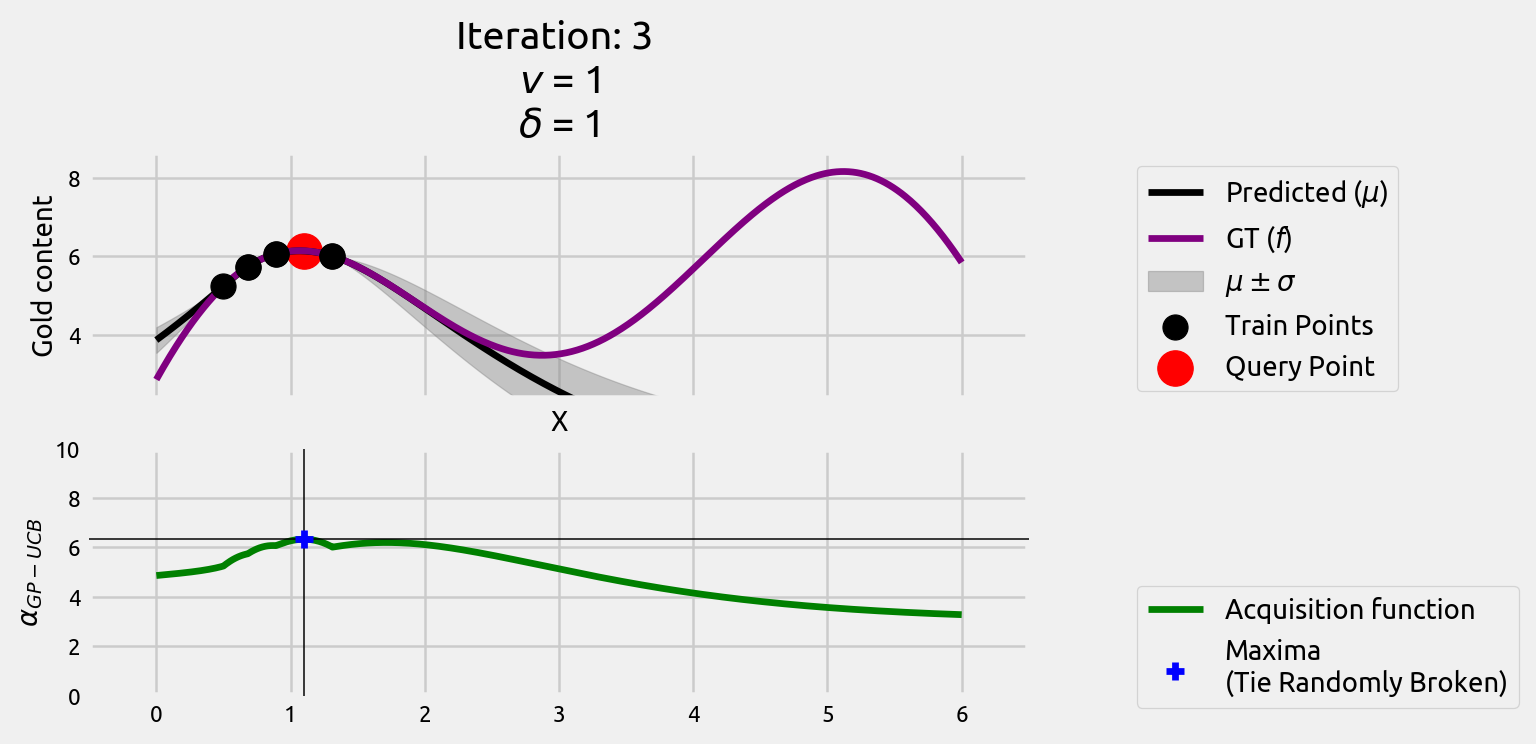 Iteration: 3
ν = 1
δ = 1
Gold content
8
6
4
X
Predicted (μ)
GT (f)
μ ± σ
Train Points
Query Point
α_GP − UCB
10
8
6
4
2
0
0 1 2 3 4 5 6
Acquisition function
Maxima
(Tie Randomly Broken)